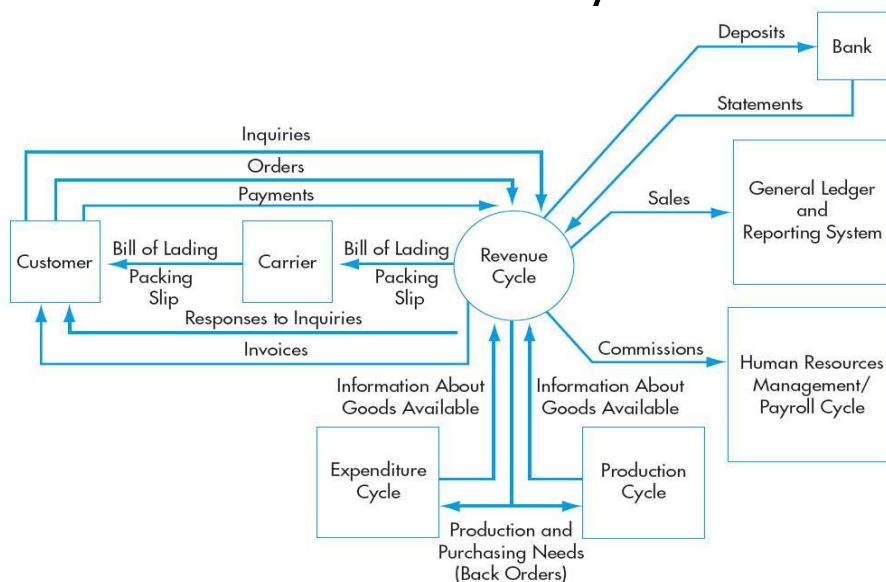 Deposits
Bank
Statements
Inquiries
Orders
Payments
Sales
General Ledger
and
Reporting System
Customer
Bill of Lading
Packing
Slip
Carrier
Bill of Lading
Packing
Slip
Revenue
Cycle
Responses to Inquiries
Invoices
Commissions
Human Resources
Management/
Payroll Cycle
Information About
Goods Available
Information About
Goods Available
Expenditure
Cycle
Production
Cycle
Production and
Purchasing Needs
(Back Orders)